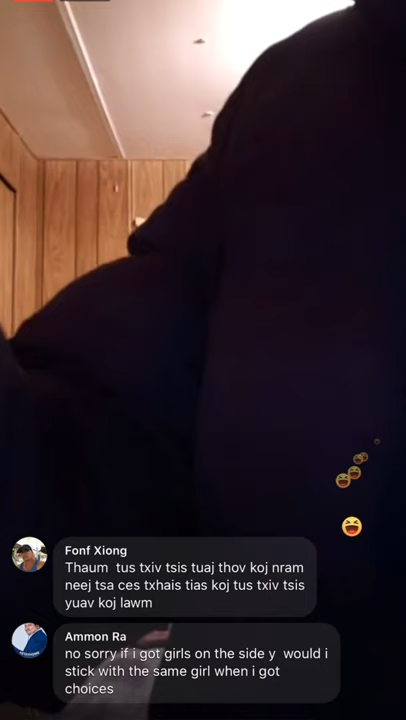 Fonf Xiong
Thaum tus txiv tsis tuaj thov koj nram
neej tsa ces txhais tias koj tus txiv tsis
yuav koj lawm
Ammon Ra
no sorry if i got girls on the side y would i
stick with the same girl when i got
choices